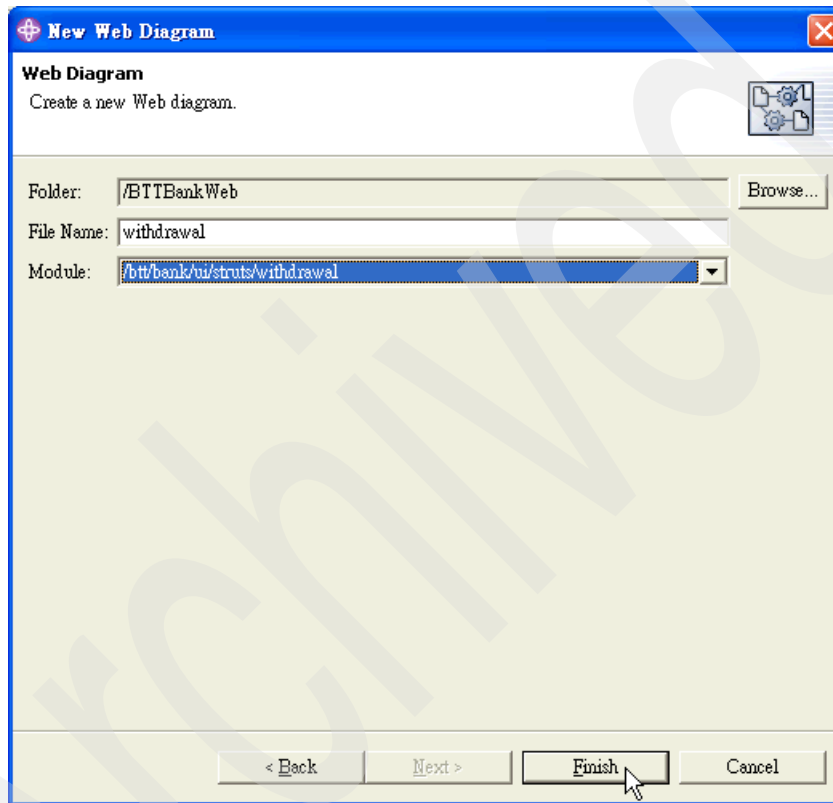 New Web Diagram
Web Diagram
Create a new Web diagram.
Folder: /BTTBankWeb Browse...
File Name: withdrawal
Module: /btt/bank/ui/struts/withdrawal
< Back Next > Finish Cancel